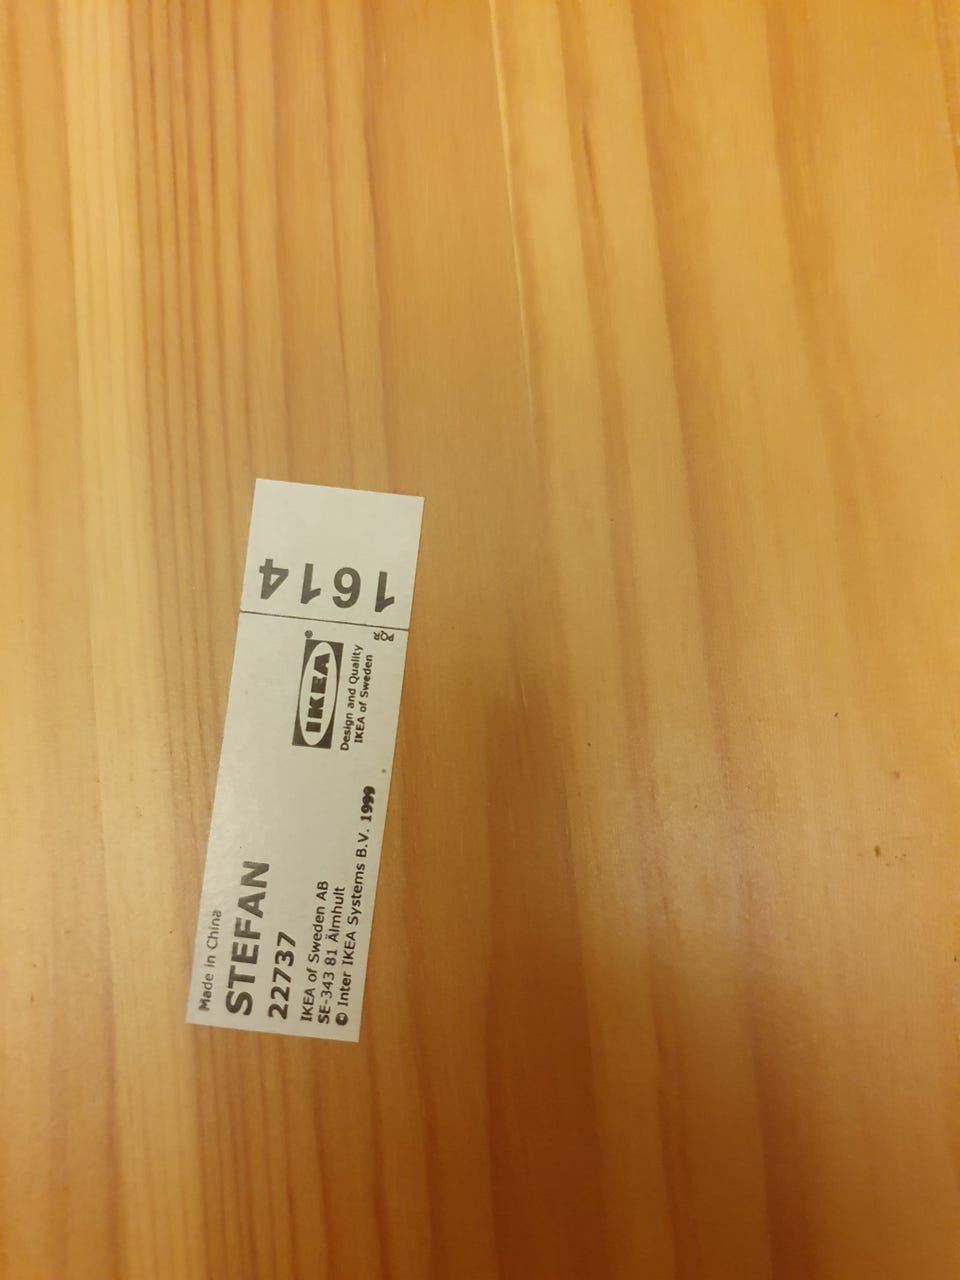 Made in China
STEFAN
22737
IKEA of Sweden AB
SE-343 81 Älmhult
© Inter IKEA Systems B.V. 1999
IKEA®
Design and Quality
IKEA of Sweden
1614